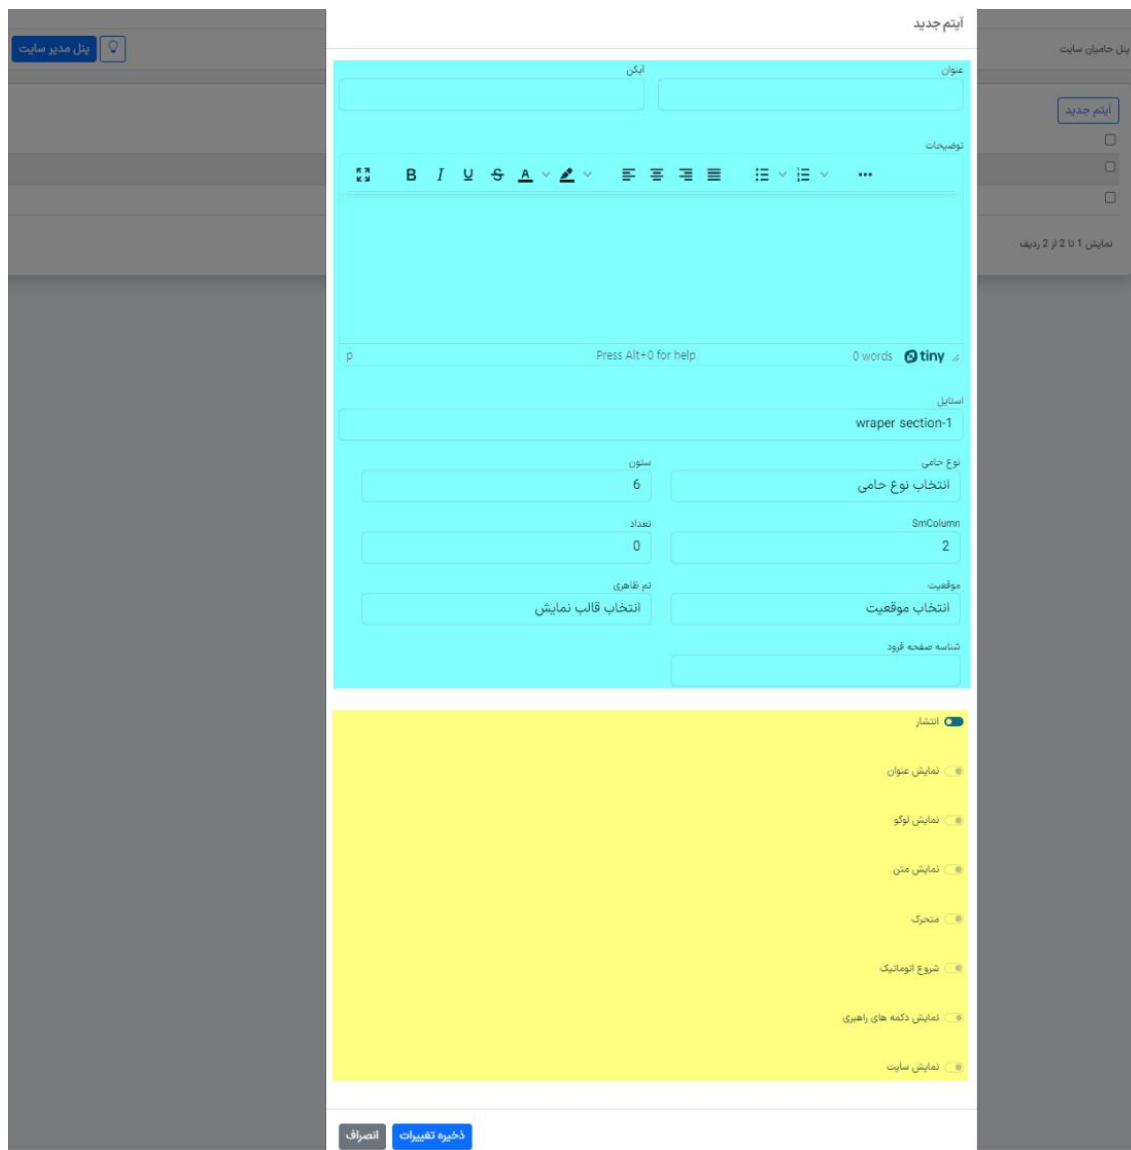 آیتم جدید
پنل حامیان سایت
پنل مدیر سایت
آیتم جدید
نمایش 1 تا 2 از 2 ردیف
عنوان
آیکن
توضیحات
B I U S A
p Press Alt+0 for help 0 words tiny
استایل
wraper section-1
نوع حامی
ستون
انتخاب نوع حامی
6
SmColumn
تعداد
2
0
موقعیت
تم ظاهری
انتخاب موقعیت
انتخاب قالب نمایش
شناسه صفحه فرود
انتشار
نمایش عنوان
نمایش لوگو
نمایش متن
متحرک
شروع اتوماتیک
نمایش دکمه های راهبری
نمایش سایت
ذخیره تغییرات
انصراف